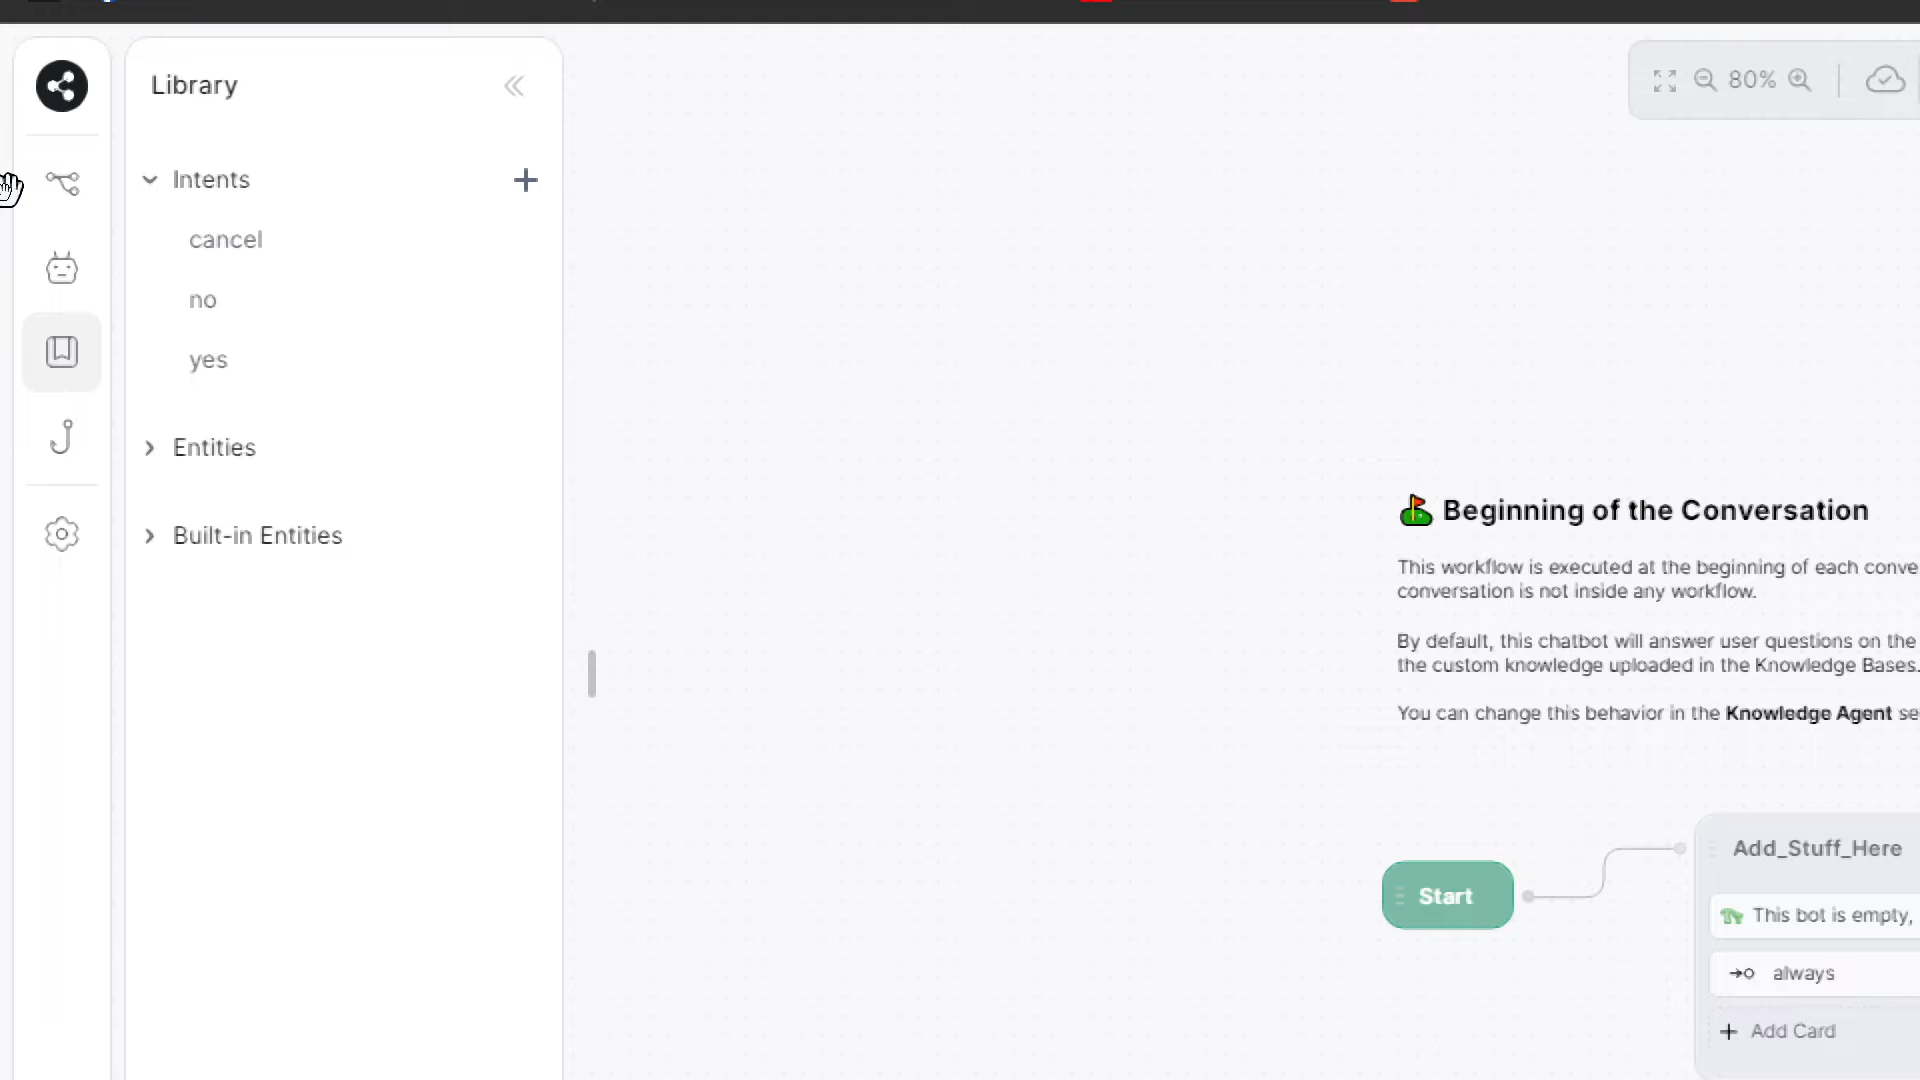 Library
80%
Intents
cancel
no
yes
Entities
Built-in Entities
Beginning of the Conversation
This workflow is executed at the beginning of each conve
conversation is not inside any workflow.
By default, this chatbot will answer user questions on the
the custom knowledge uploaded in the Knowledge Bases.
You can change this behavior in the Knowledge Agent se
Start
Add_Stuff_Here
This bot is empty,
always
Add Card